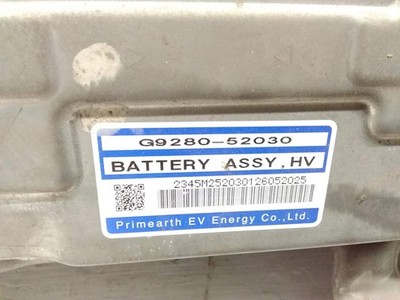 G9280-52030
BATTERY ASSY,HV
2345M252030126052025
Primearth EV Energy Co.,Ltd.